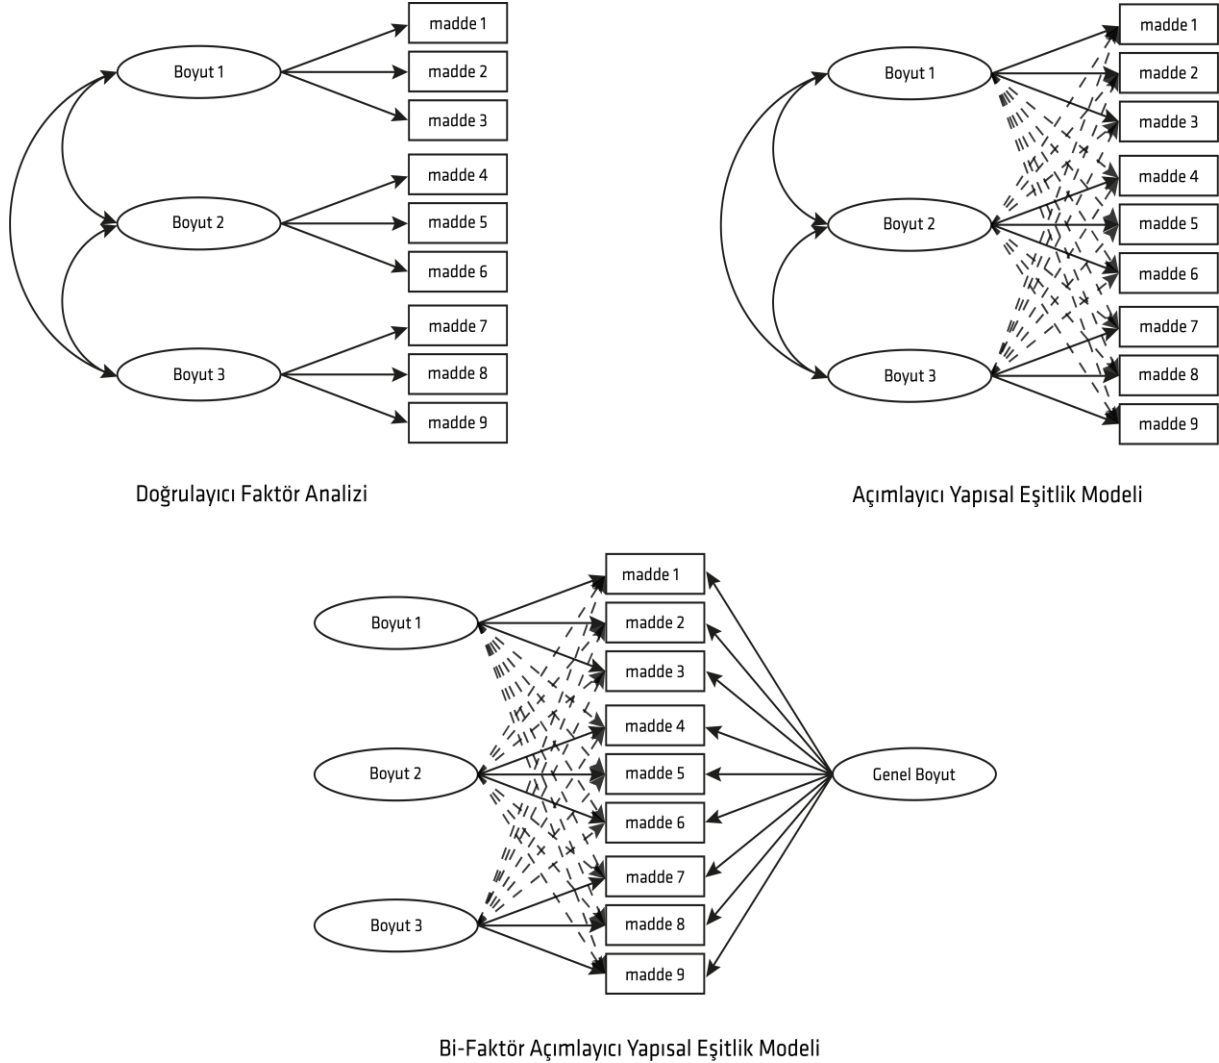 Boyut 1
Boyut 2
Boyut 3
madde 1
madde 2
madde 3
madde 4
madde 5
madde 6
madde 7
madde 8
madde 9
Doğrulayıcı Faktör Analizi
Boyut 1
Boyut 2
Boyut 3
madde 1
madde 2
madde 3
madde 4
madde 5
madde 6
madde 7
madde 8
madde 9
Açımlayıcı Yapısal Eşitlik Modeli
Boyut 1
Boyut 2
Boyut 3
madde 1
madde 2
madde 3
madde 4
madde 5
madde 6
madde 7
madde 8
madde 9
Genel Boyut
Bi-Faktör Açımlayıcı Yapısal Eşitlik Modeli